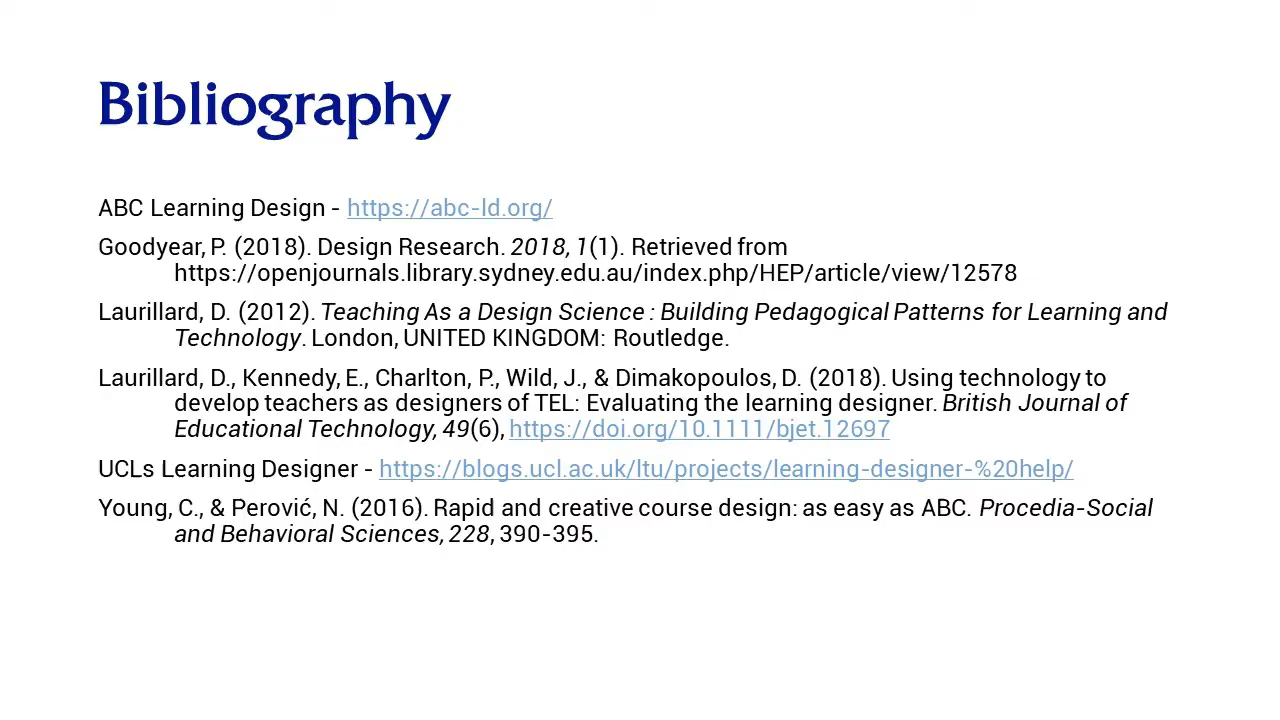 Bibliography
ABC Learning Design - https://abc-ld.org/
Goodyear, P. (2018). Design Research. 2018, 1(1). Retrieved from
https://openjournals.library.sydney.edu.au/index.php/HEP/article/view/12578
Laurillard, D. (2012). Teaching As a Design Science : Building Pedagogical Patterns for Learning and
Technology. London, UNITED KINGDOM: Routledge.
Laurillard, D., Kennedy, E., Charlton, P., Wild, J., & Dimakopoulos, D. (2018). Using technology to
develop teachers as designers of TEL: Evaluating the learning designer. British Journal of
Educational Technology, 49(6), https://doi.org/10.1111/bjet.12697
UCLs Learning Designer - https://blogs.ucl.ac.uk/ltu/projects/learning-designer-%20help/
Young, C., & Perović, N. (2016). Rapid and creative course design: as easy as ABC. Procedia-Social
and Behavioral Sciences, 228, 390-395.